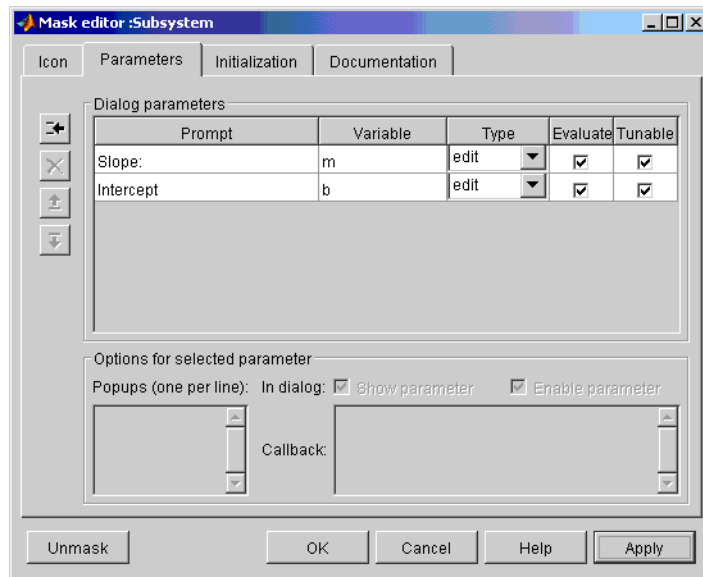 Mask editor :Subsystem
Icon Parameters Initialization Documentation
Dialog parameters
Prompt Variable Type Evaluate Tunable
Slope: m edit
Intercept b edit
Options for selected parameter
Popups (one per line): In dialog: Show parameter Enable parameter
Callback:
Unmask OK Cancel Help Apply